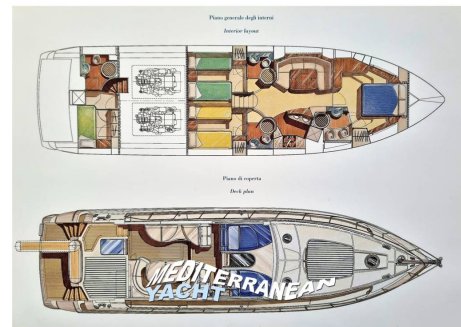 Piano generale degli interni
Interior layout
Piano di coperta
Deck plan
MEDITERRANEAN
YACHT